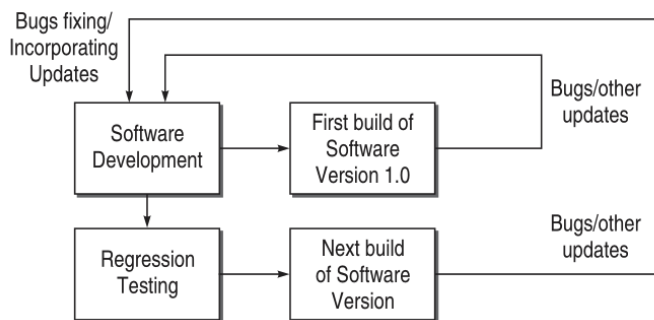 Bugs fixing/
Incorporating
Updates
Software
Development
First build of
Software
Version 1.0
Bugs/other
updates
Regression
Testing
Next build
of Software
Version
Bugs/other
updates